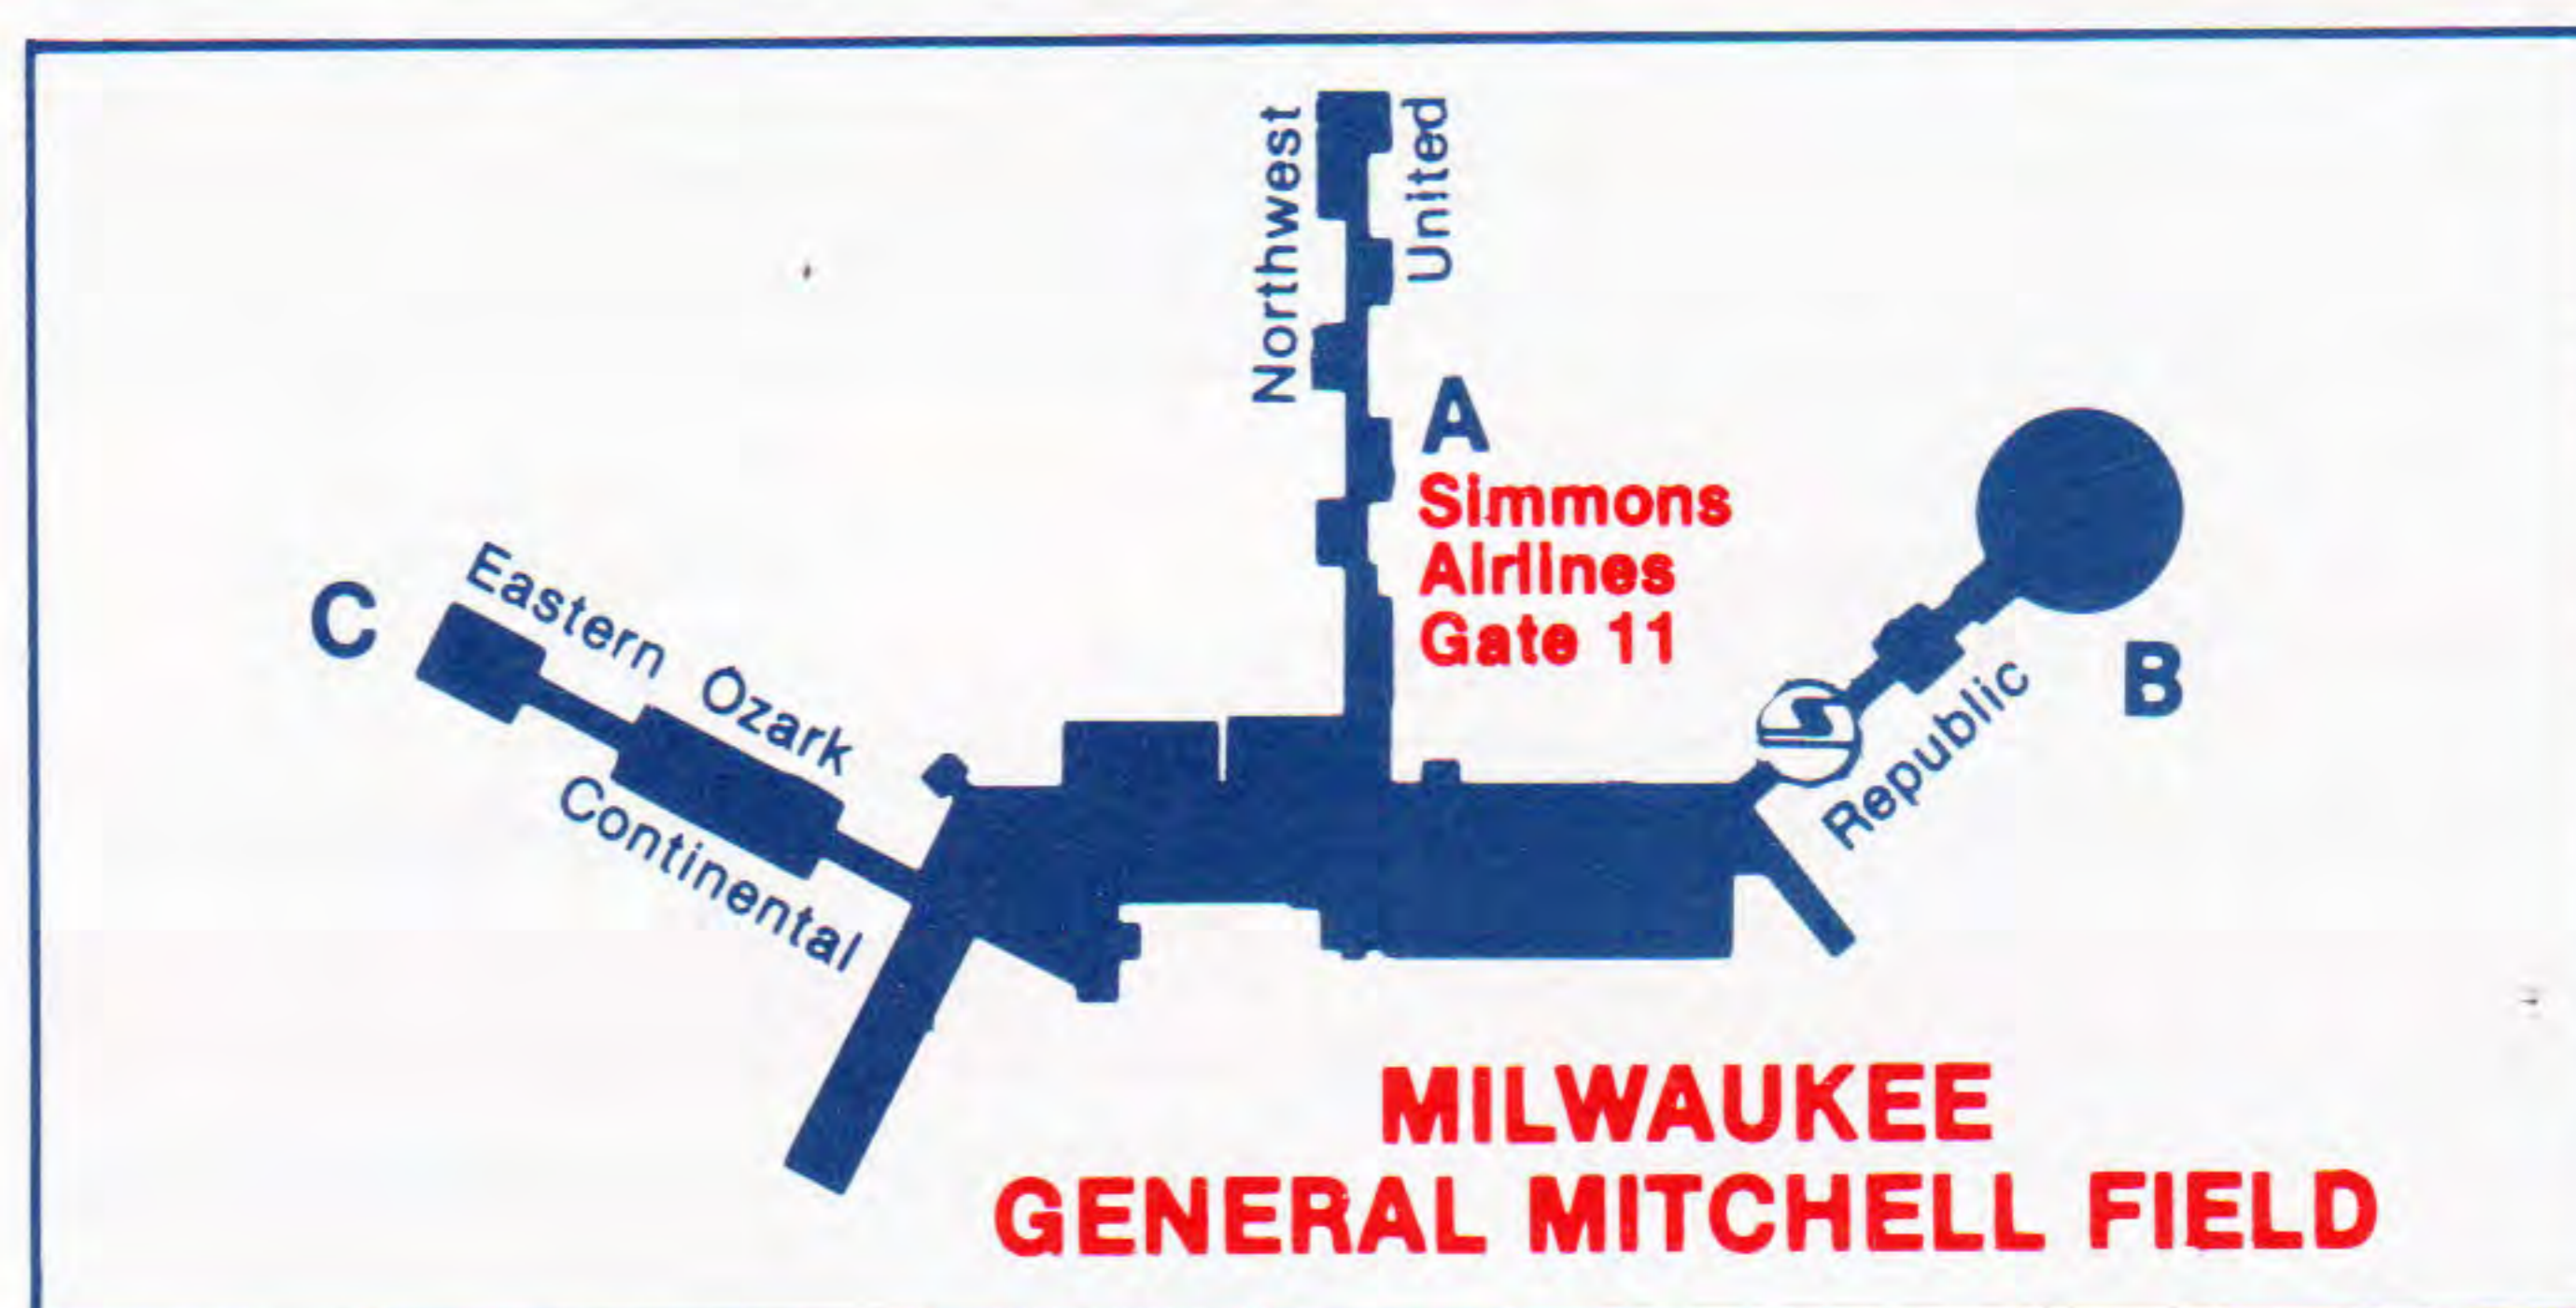 Northwest
United
A
Simmons
Airlines
Gate 11
C
Eastern Ozark
Continental
B
Republic
MILWAUKEE
GENERAL MITCHELL FIELD